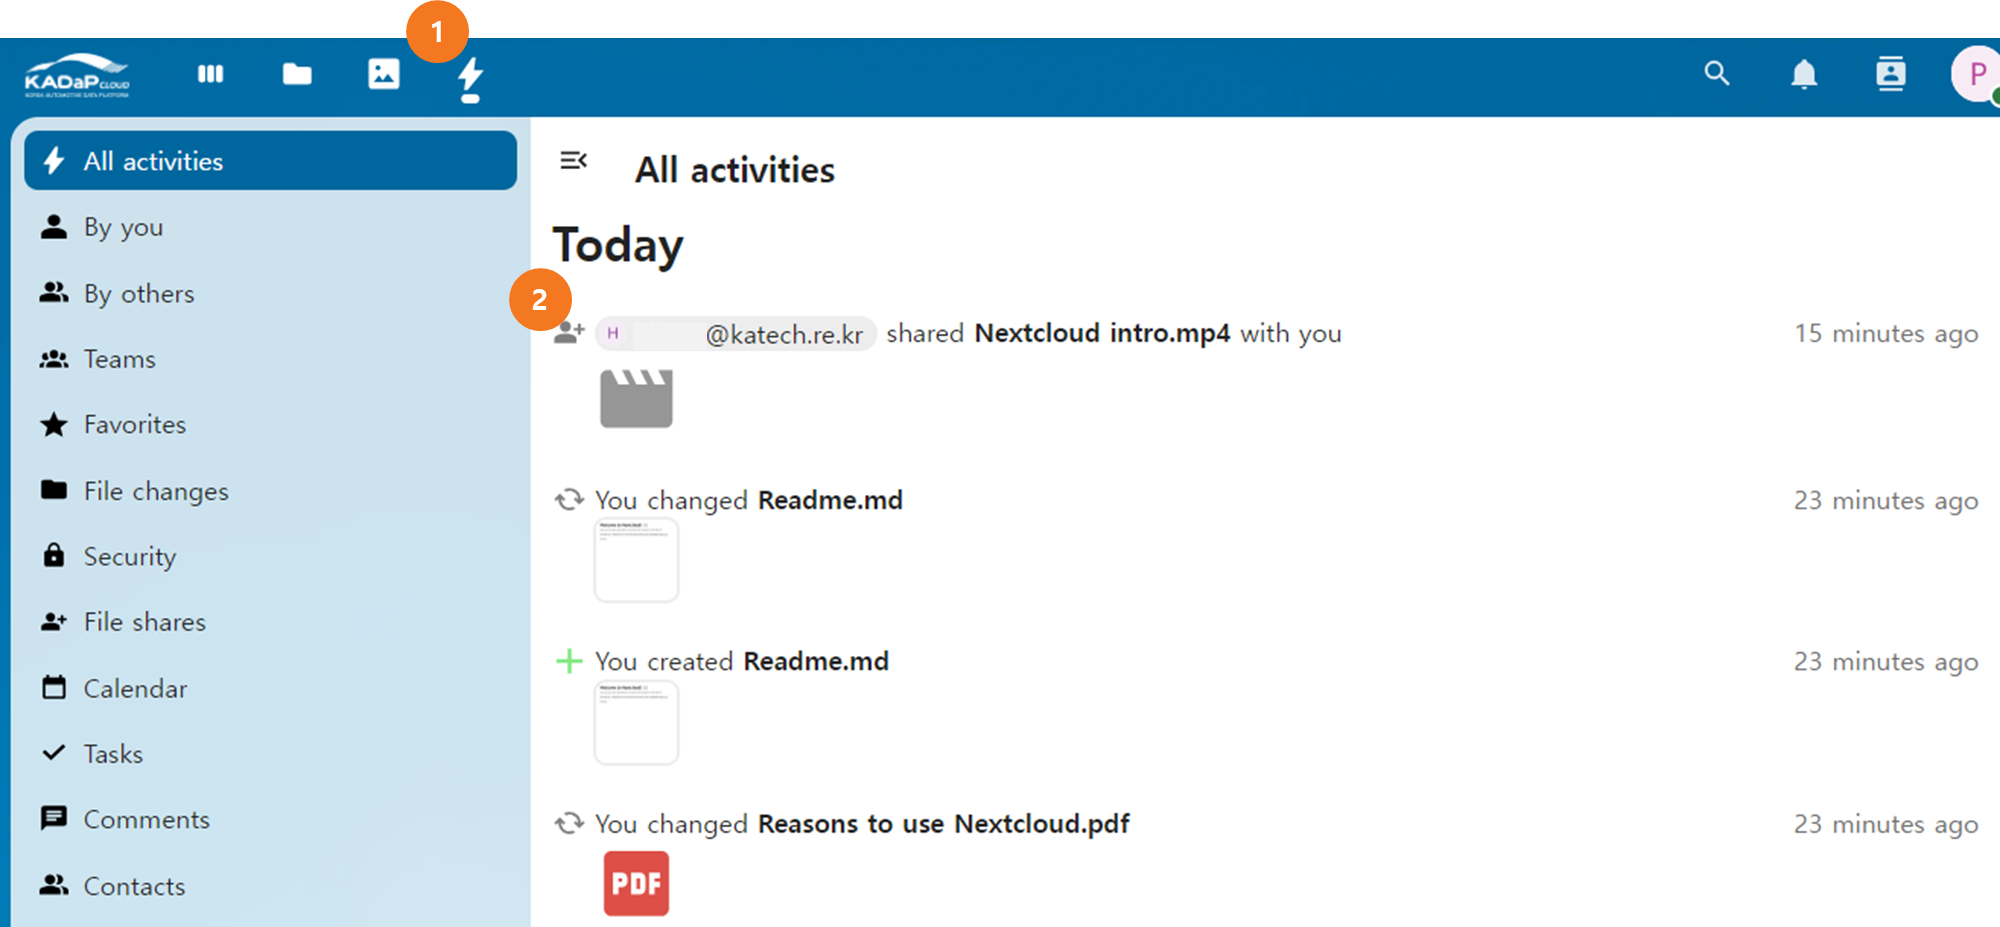 1
KADaP CLOUD
KOREA AUTOMOTIVE DATA PLATFORM
P
All activities
By you
By others
Teams
Favorites
File changes
Security
File shares
Calendar
Tasks
Comments
Contacts
All activities
Today
2
H @katech.re.kr shared Nextcloud intro.mp4 with you 15 minutes ago
You changed Readme.md 23 minutes ago
You created Readme.md 23 minutes ago
You changed Reasons to use Nextcloud.pdf 23 minutes ago
PDF